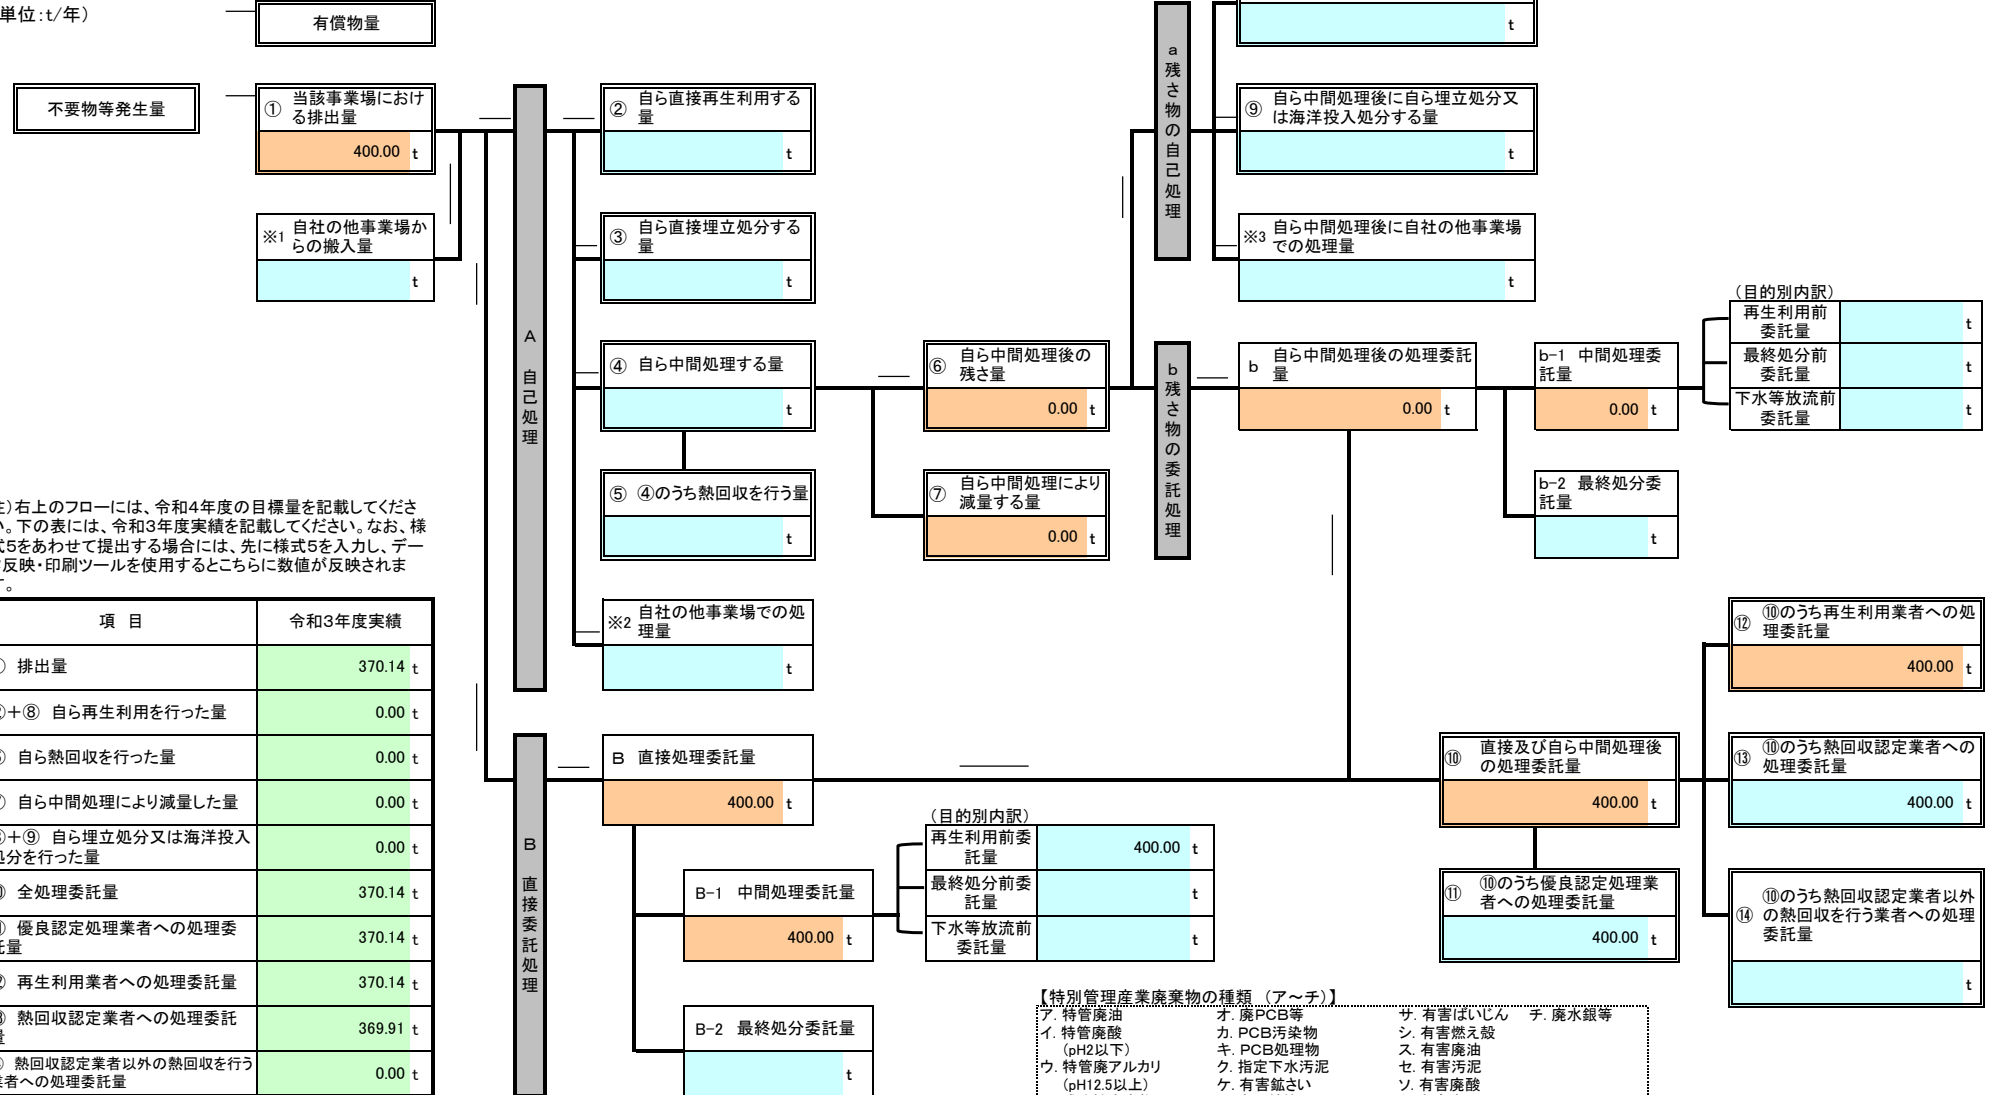 単位:t/年)
有償物量
不要物等発生量
① 当該事業場におけ
る排出量
400.00 t
※1 自社の他事業場か
らの搬入量
t
A 自己処理
② 自ら直接再生利用する
量
t
③ 自ら直接埋立処分する
量
t
④ 自ら中間処理する量
t
⑤ ④のうち熱回収を行う量
t
※2 自社の他事業場での処
理量
t
⑥ 自ら中間処理後の
残さ量
0.00 t
⑦ 自ら中間処理により
減量する量
0.00 t
a 残さ物の自己処理
t
⑨ 自ら中間処理後に自ら埋立処分又
は海洋投入処分する量
t
※3 自ら中間処理後に自社の他事業場
での処理量
t
b 残さ物の委託処理
b 自ら中間処理後の処理委託
量
0.00 t
b-1 中間処理委
託量
0.00 t
b-2 最終処分委
託量
t
(目的別内訳)
再生利用前
委託量
t
最終処分前
委託量
t
下水等放流前
委託量
t
)右上のフローには、令和4年度の目標量を記載してくださ
。下の表には、令和3年度実績を記載してください。なお、様
5をあわせて提出する場合には、先に様式5を入力し、デー
反映・印刷ツールを使用するとこちらに数値が反映されま
。
項 目 令和3年度実績
排出量 370.14 t
+⑧ 自ら再生利用を行った量 0.00 t
自ら熱回収を行った量 0.00 t
自ら中間処理により減量した量 0.00 t
+⑨ 自ら埋立処分又は海洋投入
処分を行った量 0.00 t
全処理委託量 370.14 t
優良認定処理業者への処理委
託量 370.14 t
再生利用業者への処理委託量 370.14 t
熱回収認定業者への処理委託
量 369.91 t
熱回収認定業者以外の熱回収を行う
業者への処理委託量 0.00 t
B 直接委託処理
B 直接処理委託量
400.00 t
B-1 中間処理委託量
400.00 t
B-2 最終処分委託量
t
(目的別内訳)
再生利用前委
託量
400.00 t
最終処分前委
託量
t
下水等放流前
委託量
t
⑩ 直接及び自ら中間処理後
の処理委託量
400.00 t
⑪ ⑩のうち優良認定処理業
者への処理委託量
400.00 t
⑫ ⑩のうち再生利用業者への処
理委託量
400.00 t
⑬ ⑩のうち熱回収認定業者への
処理委託量
400.00 t
⑭ ⑩のうち熱回収認定業者以外
の熱回収を行う業者への処理
委託量
t
【特別管理産業廃棄物の種類 (ア～チ)】
ア. 特管廃油 オ. 廃PCB等 サ. 有害ばいじん チ. 廃水銀等
イ. 特管廃酸 カ. PCB汚染物 シ. 有害燃え殻
(pH2以下) キ. PCB処理物 ス. 有害廃油
ウ. 特管廃アルカリ ク. 指定下水汚泥 セ. 有害汚泥
(pH12.5以上) ケ. 有害鉱さい ソ. 有害廃酸